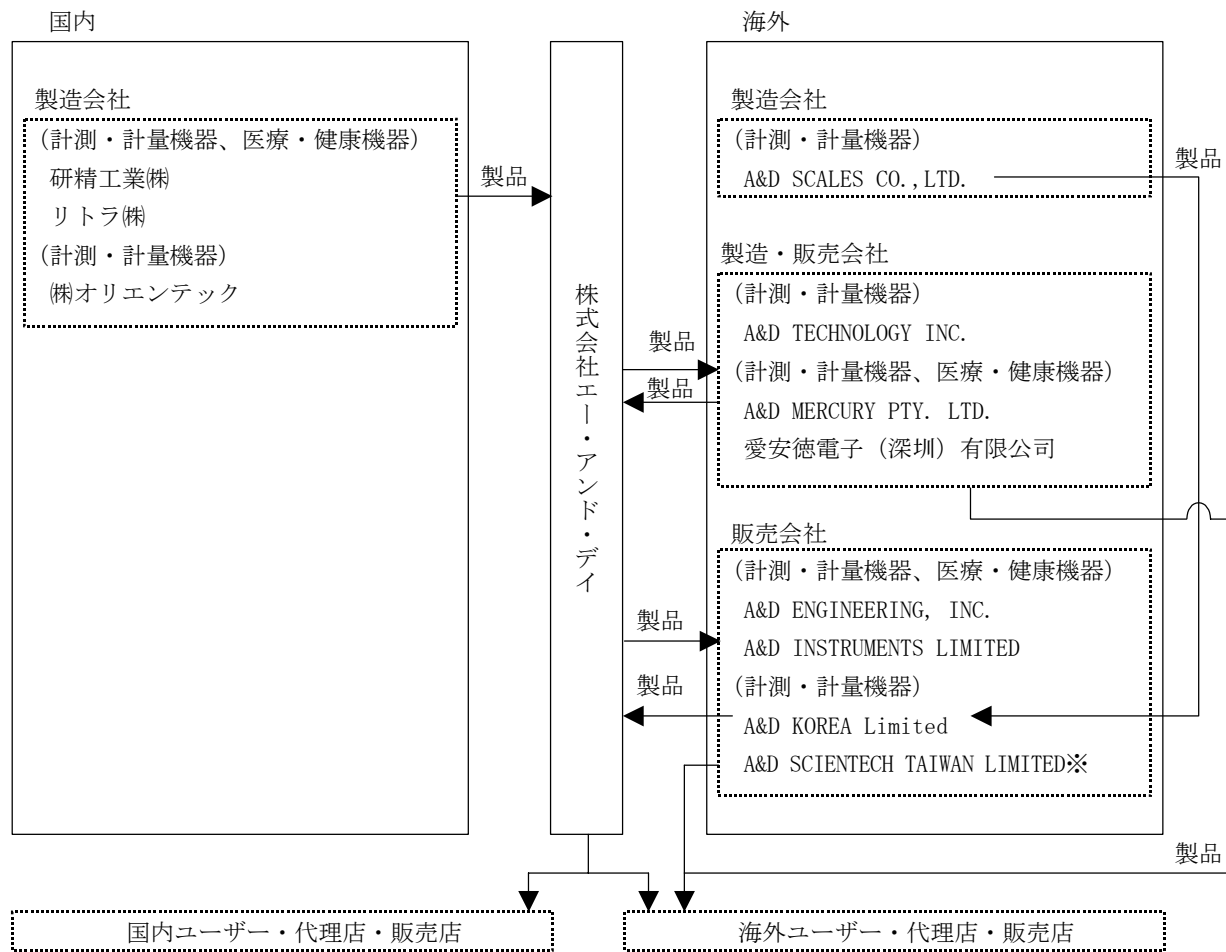 国内
製造会社
(計測・計量機器、医療・健康機器)
研精工業㈱
リトラ㈱
(計測・計量機器)
㈱オリエンテック
製品
株式会社エー・アンド・デイ
製品
製品
製品
製品
海外
製造会社
(計測・計量機器)
A&D SCALES CO.,LTD.
製品
製造・販売会社
(計測・計量機器)
A&D TECHNOLOGY INC.
(計測・計量機器、医療・健康機器)
A&D MERCURY PTY. LTD.
愛安徳電子(深圳)有限公司
販売会社
(計測・計量機器、医療・健康機器)
A&D ENGINEERING, INC.
A&D INSTRUMENTS LIMITED
(計測・計量機器)
A&D KOREA Limited
A&D SCIENTECH TAIWAN LIMITED※
製品
国内ユーザー・代理店・販売店
海外ユーザー・代理店・販売店